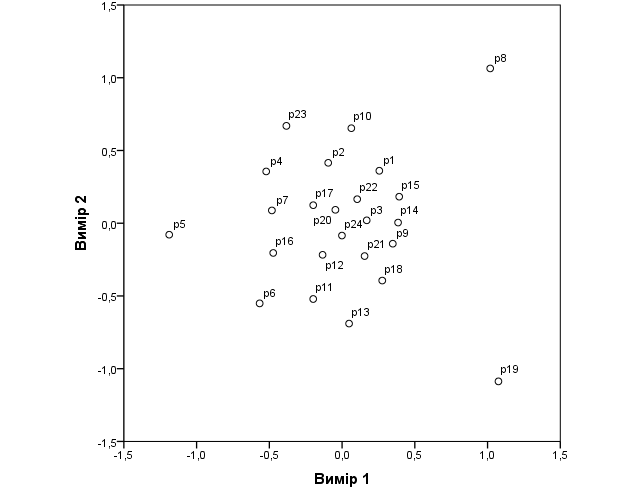 1,5
p8
1,0
p23
p10
0,5
p2
p4
p1
p15
p22
p7
p17
p3
p14
p20
p5
0,0
p24
p9
p16
p21
p12
p18
-0,5
p6
p11
p13
-1,0
p19
-1,5
-1,5
-1,0
-0,5
0,0
0,5
1,0
1,5
Вимір 2
Вимір 1